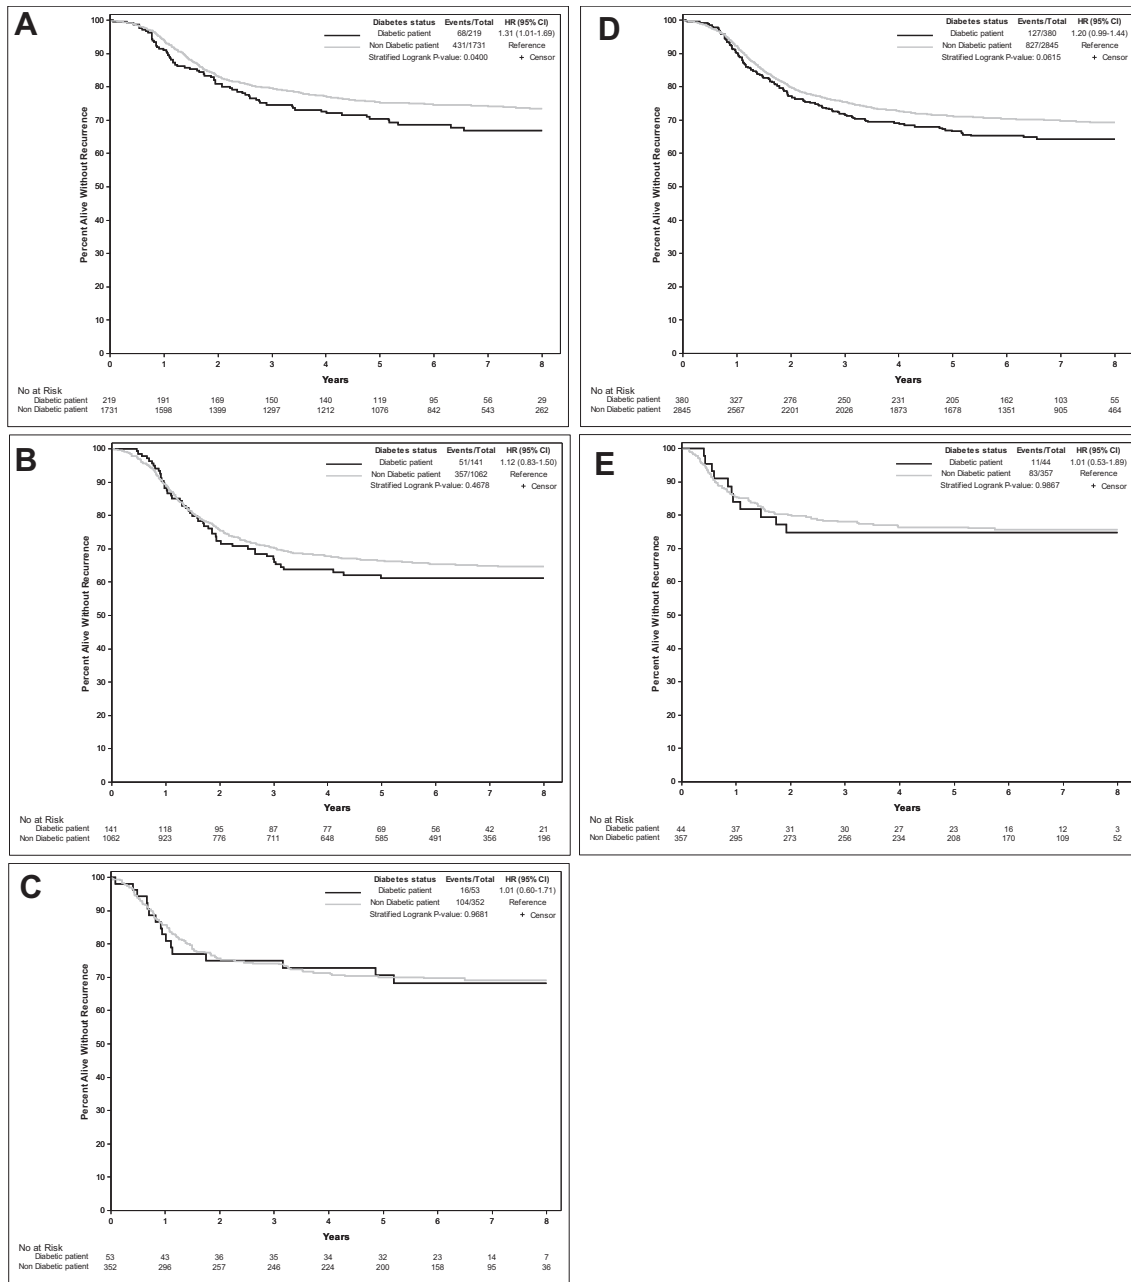 A
Diabetes status Events/Total HR (95% CI)
Diabetic patient 68/219 1.31 (1.01-1.69)
Non Diabetic patient 431/1731 Reference
Stratified Logrank P-value: 0.0400 + Censor
Percent Alive Without Recurrence
100
90
80
70
60
50
40
30
20
10
0
0 1 2 3 4 5 6 7 8
Years
No at Risk
Diabetic patient 219 191 169 150 140 119 95 56 29
Non Diabetic patient 1731 1598 1399 1297 1212 1076 842 543 262
B
Diabetes status Events/Total HR (95% CI)
Diabetic patient 51/141 1.12 (0.83-1.50)
Non Diabetic patient 357/1062 Reference
Stratified Logrank P-value: 0.4678 + Censor
Percent Alive Without Recurrence
100
90
80
70
60
50
40
30
20
10
0
0 1 2 3 4 5 6 7 8
Years
No at Risk
Diabetic patient 141 118 95 87 77 69 56 42 21
Non Diabetic patient 1062 923 776 711 648 585 491 356 196
C
Diabetes status Events/Total HR (95% CI)
Diabetic patient 16/53 1.01 (0.60-1.71)
Non Diabetic patient 104/352 Reference
Stratified Logrank P-value: 0.9681 + Censor
Percent Alive Without Recurrence
100
90
80
70
60
50
40
30
20
10
0
0 1 2 3 4 5 6 7 8
Years
No at Risk
Diabetic patient 53 43 36 35 34 32 23 14 7
Non Diabetic patient 352 296 257 246 224 200 158 95 36
D
Diabetes status Events/Total HR (95% CI)
Diabetic patient 127/380 1.20 (0.99-1.44)
Non Diabetic patient 827/2845 Reference
Stratified Logrank P-value: 0.0615 + Censor
Percent Alive Without Recurrence
100
90
80
70
60
50
40
30
20
10
0
0 1 2 3 4 5 6 7 8
Years
No at Risk
Diabetic patient 380 327 276 250 231 205 162 103 55
Non Diabetic patient 2845 2567 2201 2026 1873 1678 1351 905 464
E
Diabetes status Events/Total HR (95% CI)
Diabetic patient 11/44 1.01 (0.53-1.89)
Non Diabetic patient 83/357 Reference
Stratified Logrank P-value: 0.9867 + Censor
Percent Alive Without Recurrence
100
90
80
70
60
50
40
30
20
10
0
0 1 2 3 4 5 6 7 8
Years
No at Risk
Diabetic patient 44 37 31 30 27 23 16 12 3
Non Diabetic patient 357 295 273 256 234 208 170 109 52